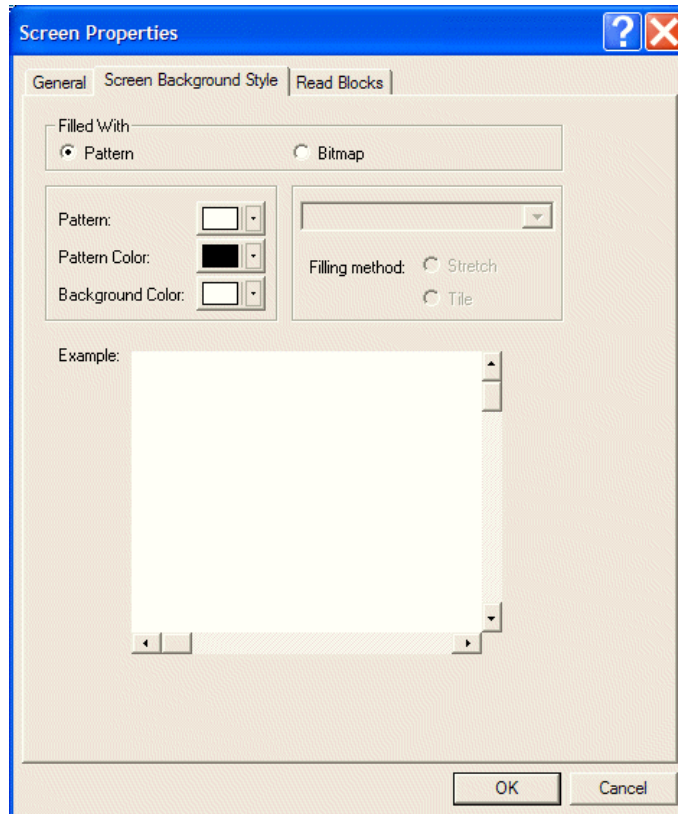 Screen Properties
General Screen Background Style Read Blocks
Filled With
Pattern Bitmap
Pattern:
Pattern Color:
Background Color:
Filling method: Stretch
Tile
Example:
OK Cancel